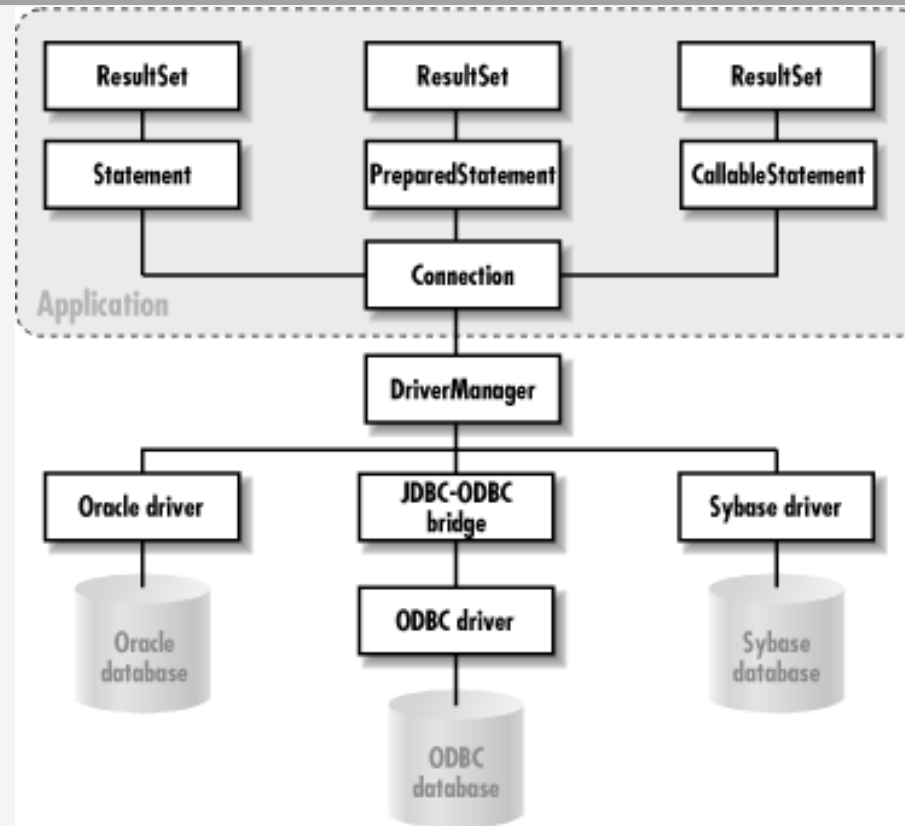 ResultSet
ResultSet
ResultSet
Statement
PreparedStatement
CallableStatement
Connection
Application
DriverManager
Oracle driver
JDBC-ODBC
bridge
Sybase driver
ODBC driver
Oracle
database
Sybase
database
ODBC
database